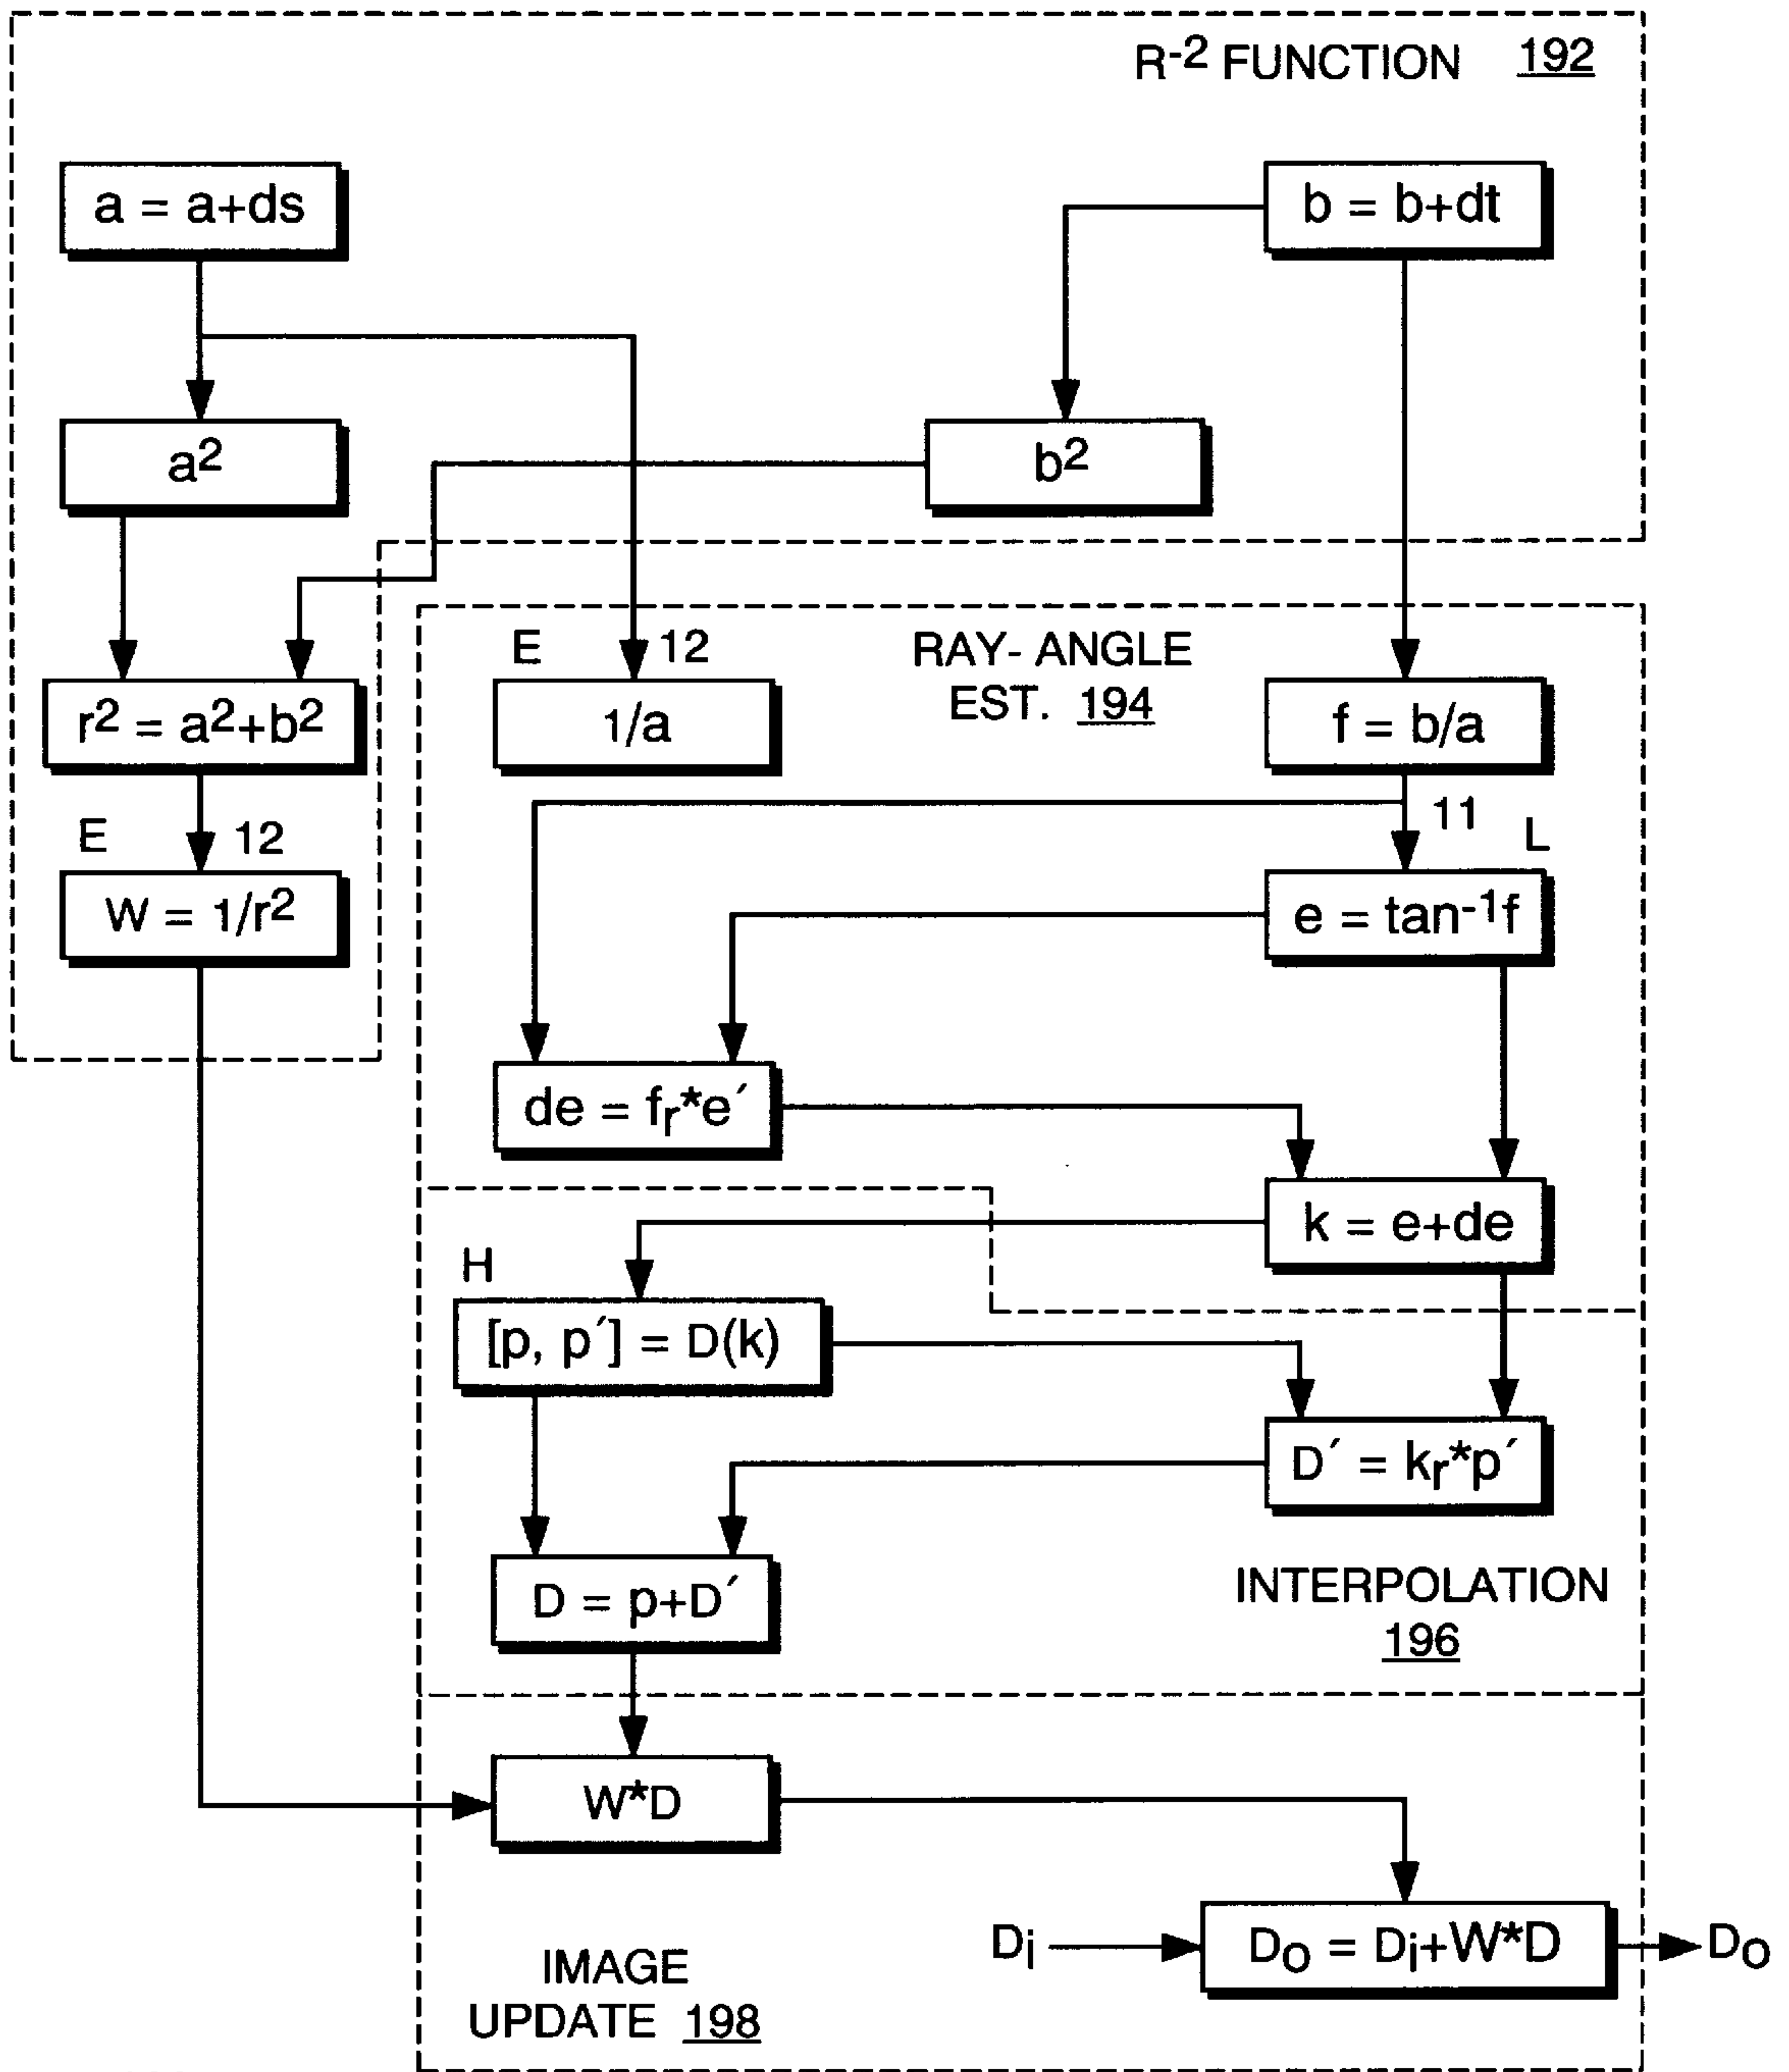 R⁻² FUNCTION 192
a = a+ds
b = b+dt
a²
b²
E 12
RAY- ANGLE
EST. 194
r² = a²+b²
1/a
f = b/a
11
L
E 12
W = 1/r²
e = tan⁻¹f
de = fᵣ*e′
k = e+de
H
[p, p′] = D(k)
D′ = kᵣ*p′
D = p+D′
INTERPOLATION
196
W*D
Dᵢ
Dₒ = Dᵢ+W*D
Dₒ
IMAGE
UPDATE 198